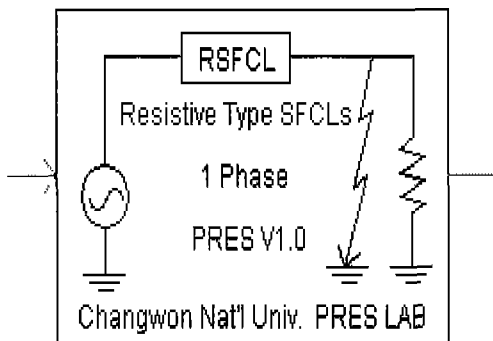 RSFCL
Resistive Type SFCLs
1 Phase
PRES V1.0
Changwon Nat'l Univ. PRES LAB